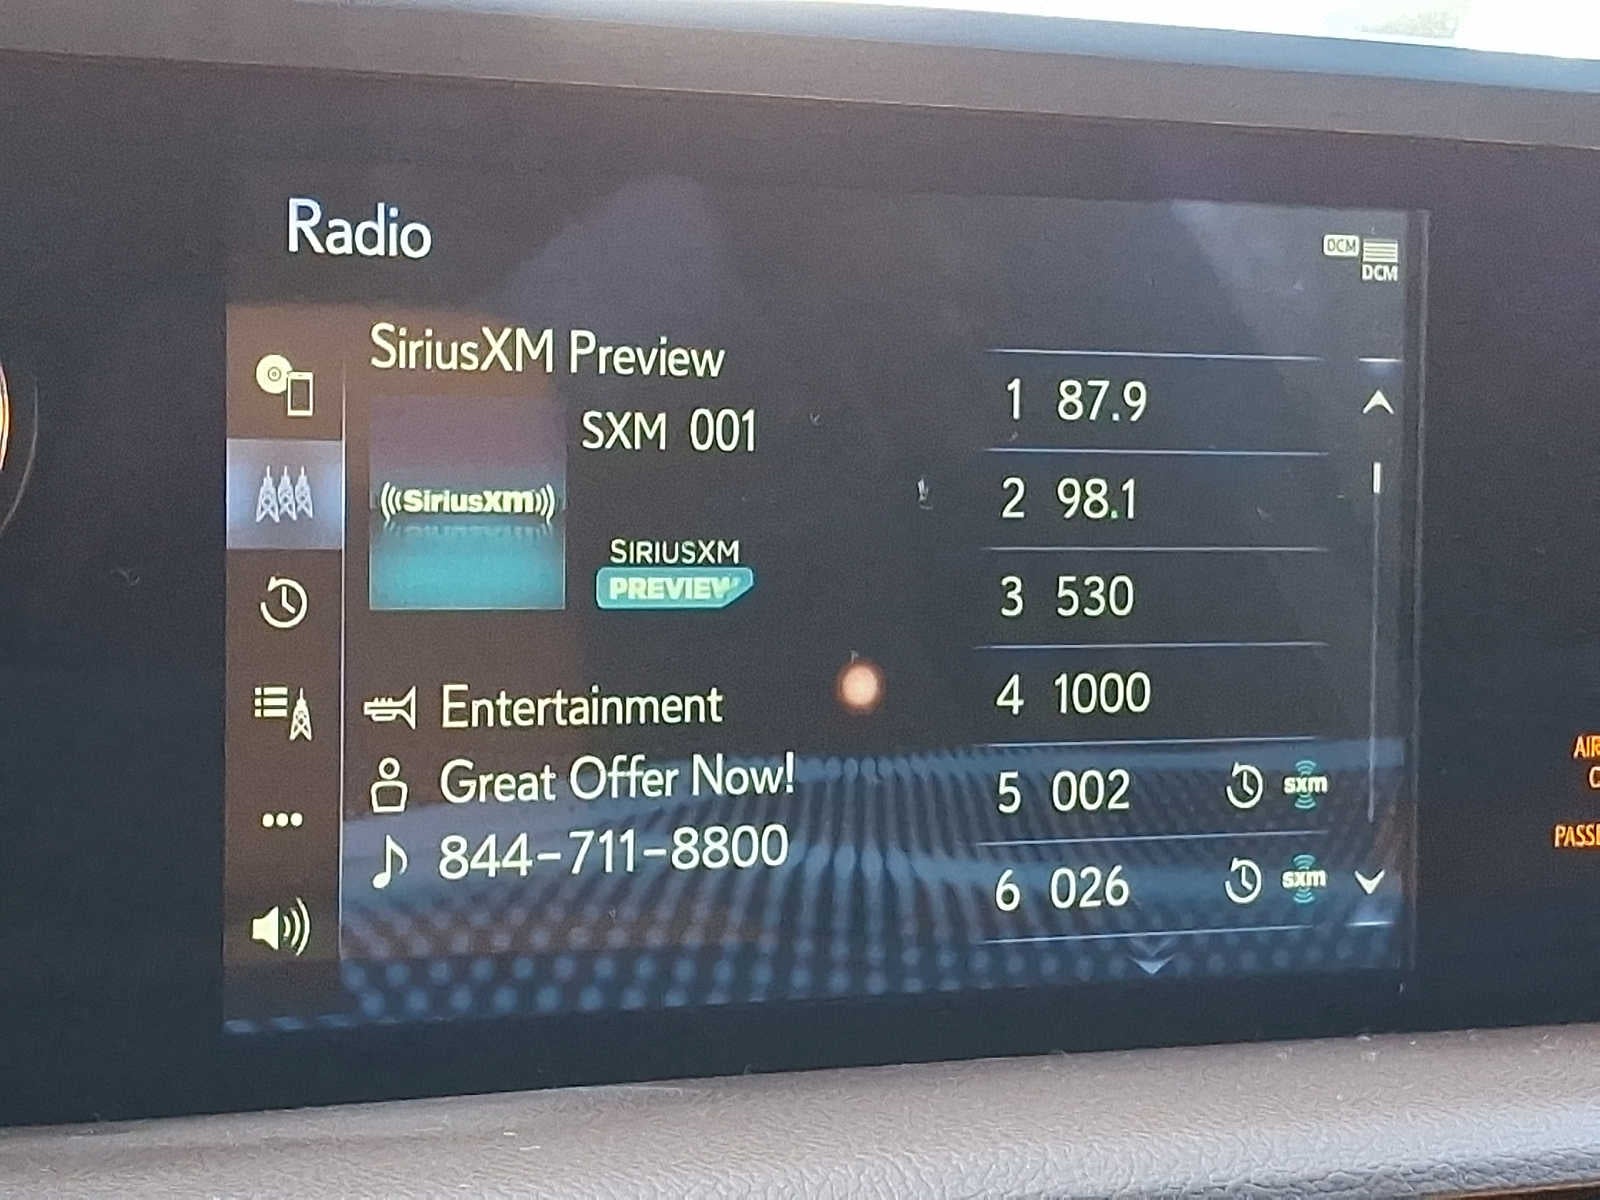 Radio
DCM
DCM
SiriusXM Preview
SXM 001
SiriusXM
SIRIUSXM
PREVIEW
Entertainment
Great Offer Now!
844-711-8800
1 87.9
2 98.1
3 530
4 1000
5 002 sxm
6 026 sxm
AIR